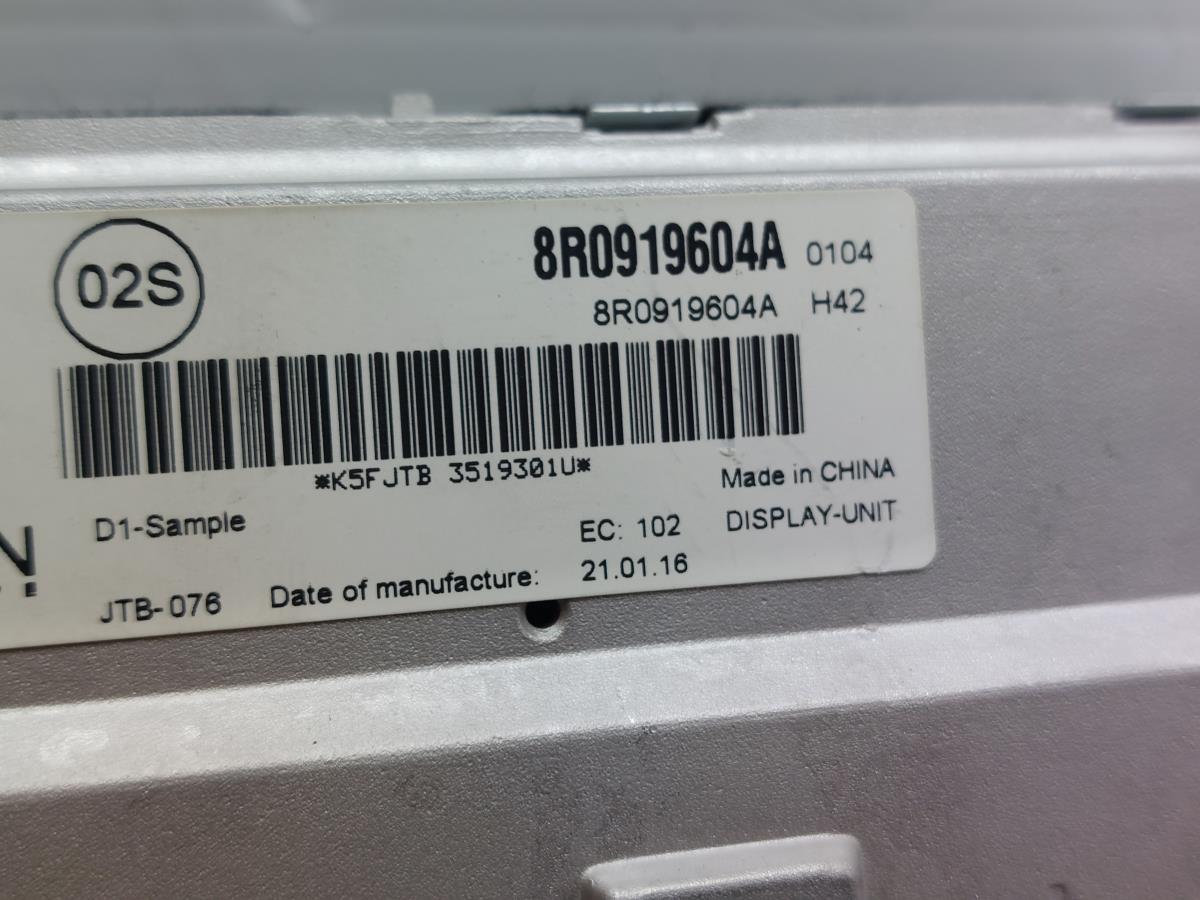 02S
8R0919604A 0104
8R0919604A H42
*K5FJTB 3519301U*
Made in CHINA
D1-Sample EC: 102 DISPLAY-UNIT
JTB-076 Date of manufacture: 21.01.16